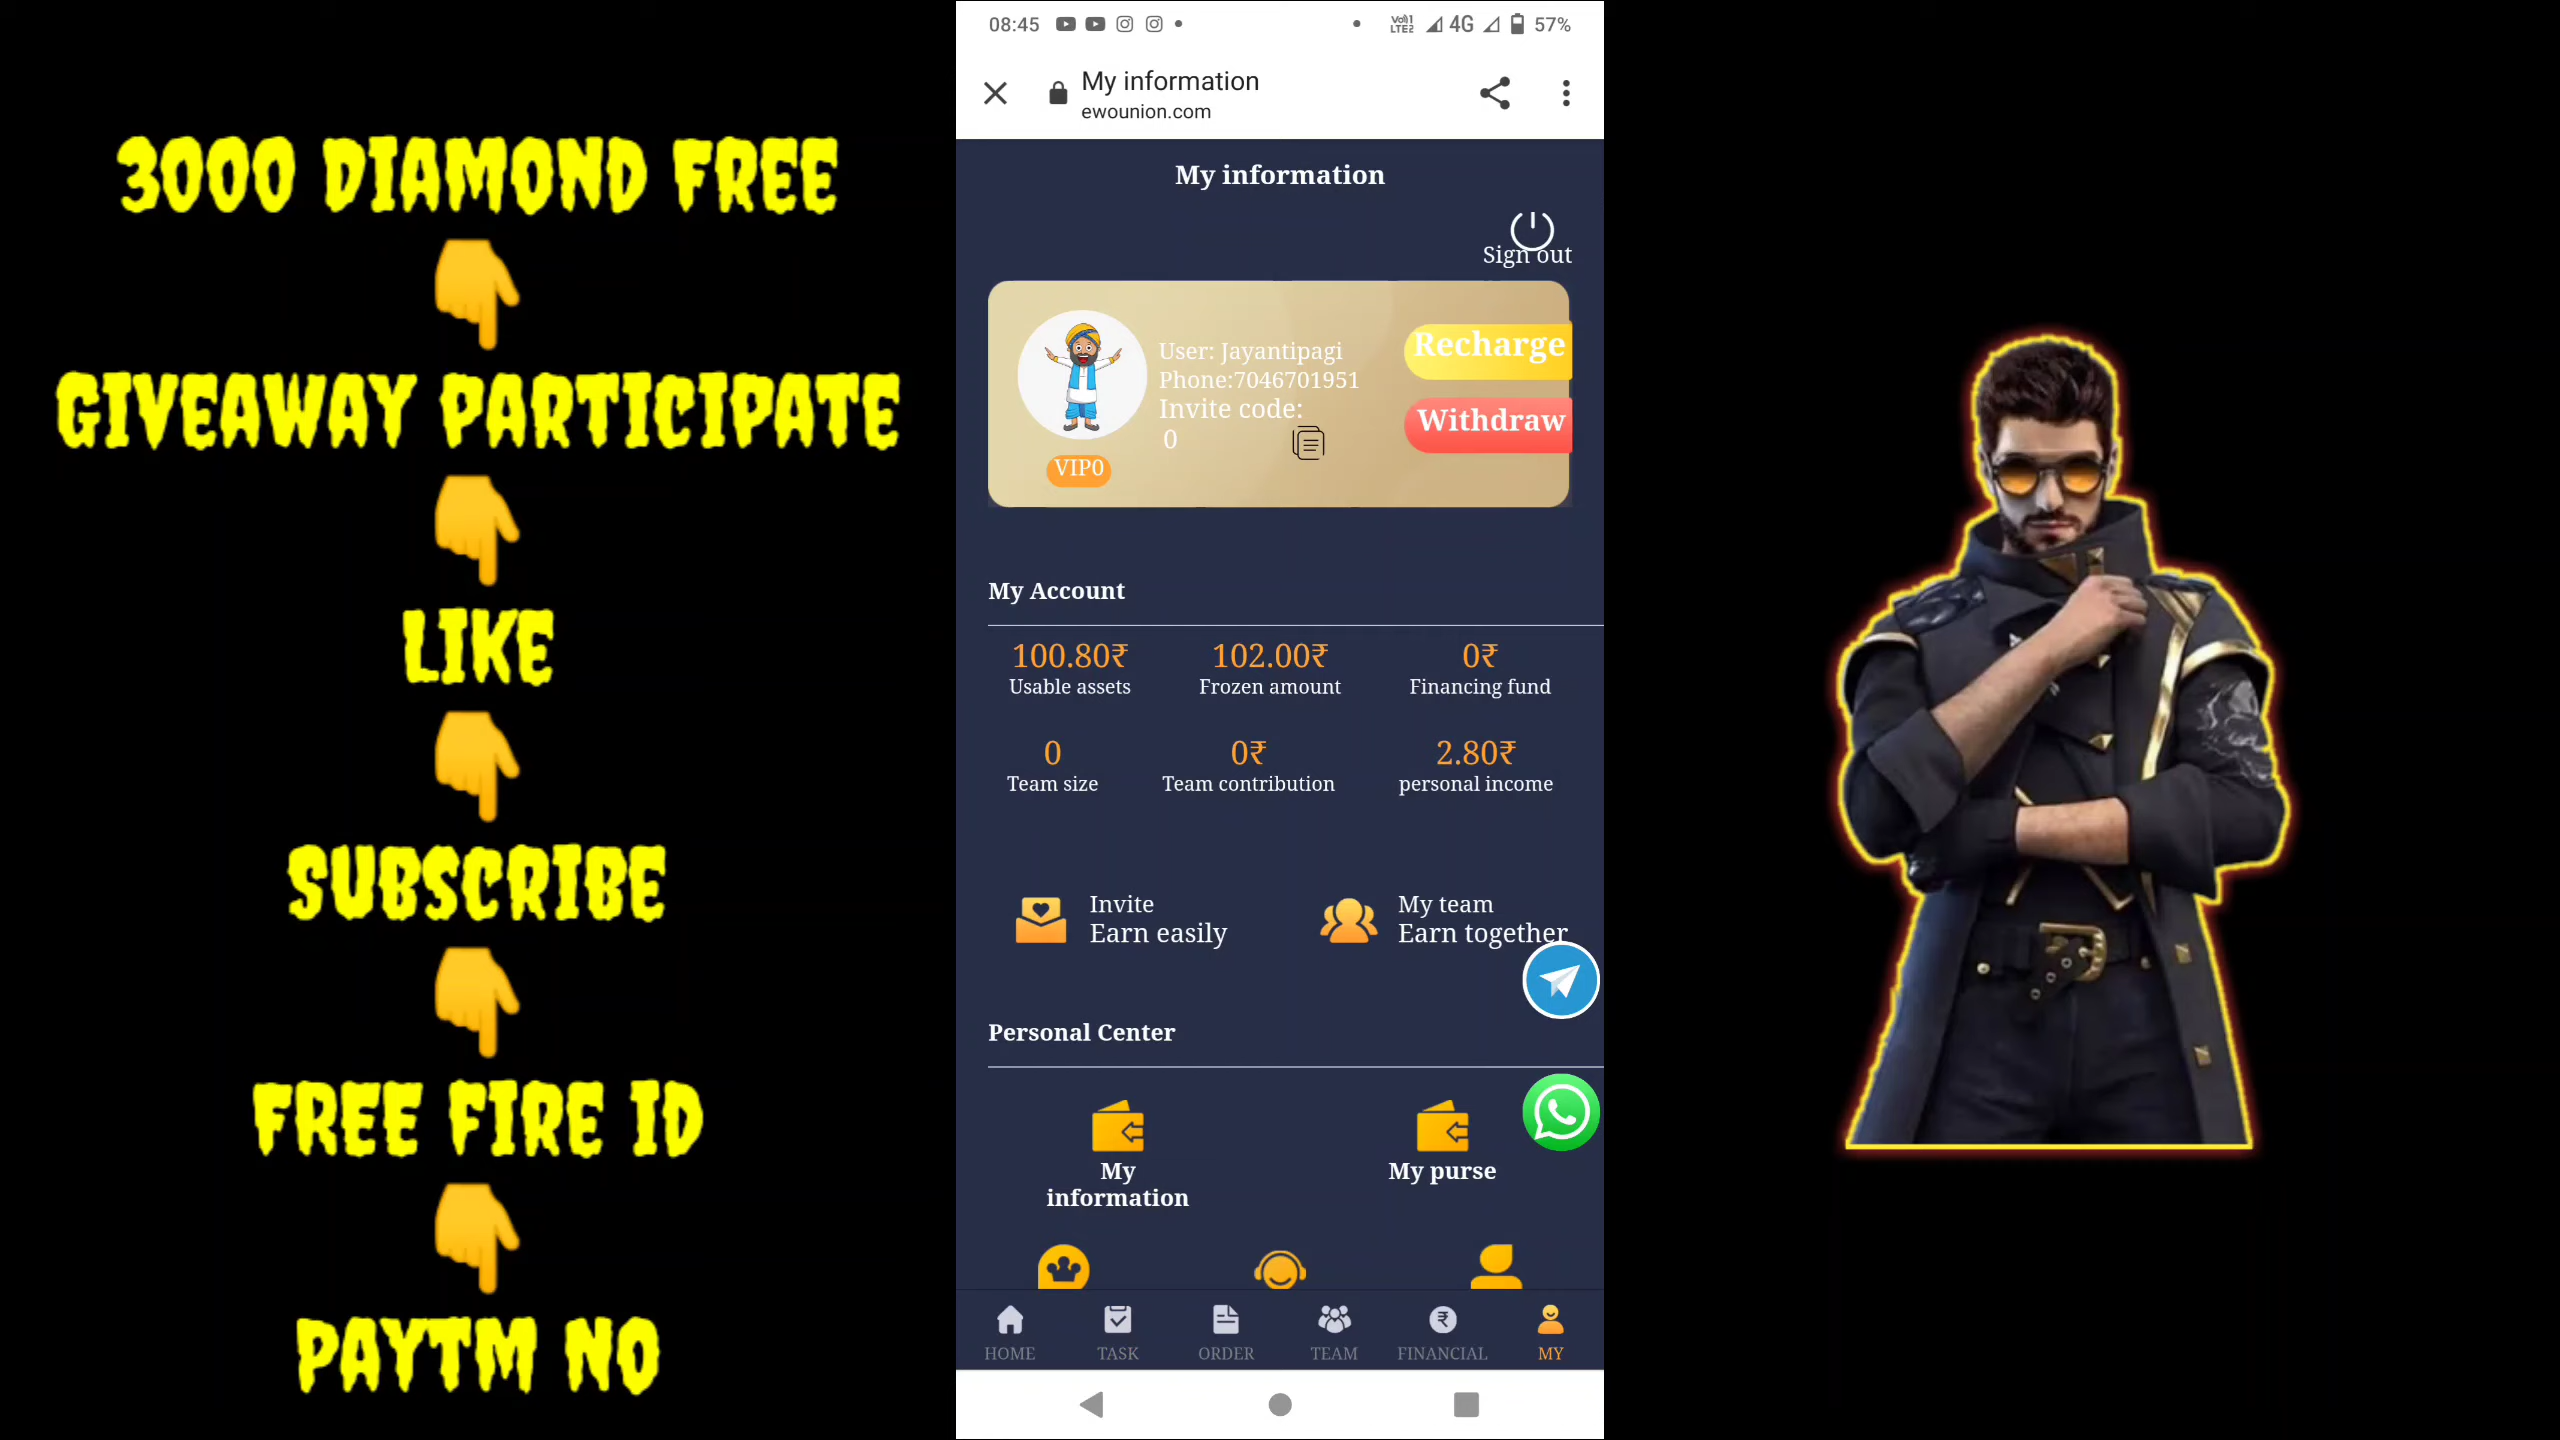 3000 DIAMOND FREE
GIVEAWAY PARTICIPATE
LIKE
SUBSCRIBE
FREE FIRE ID
PAYTM NO
08:45
Vo))1 LTE2 4G 57%
My information
ewounion.com
My information
Sign out
User: Jayantipagi
Phone:7046701951
Invite code:
0
VIP0
Recharge
Withdraw
My Account
100.80₹ 102.00₹ 0₹
Usable assets Frozen amount Financing fund
0 0₹ 2.80₹
Team size Team contribution personal income
Invite
Earn easily
My team
Earn together
Personal Center
My information
My purse
HOME TASK ORDER TEAM FINANCIAL MY